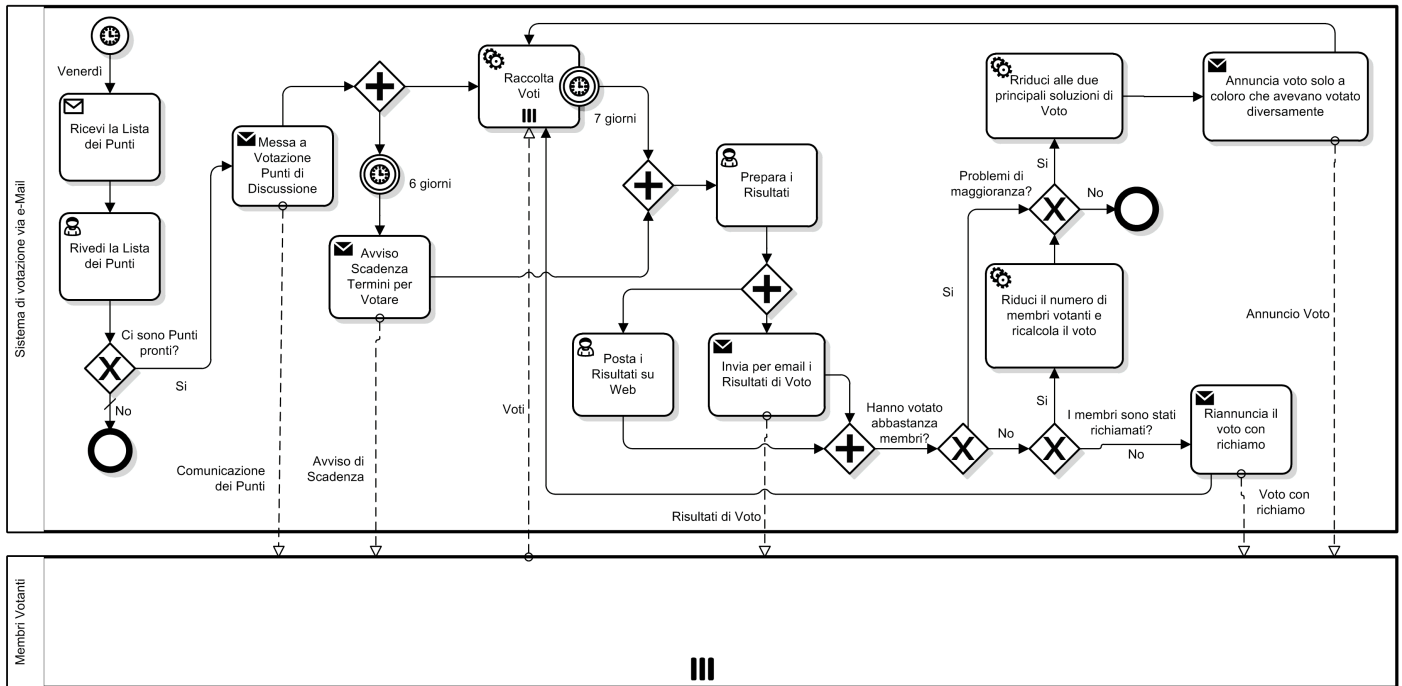 Sistema di votazione via e-Mail
Venerdì
Ricevi la Lista
dei Punti
Rivedi la Lista
dei Punti
Ci sono Punti
pronti?
Si
No
Messa a
Votazione
Punti di
Discussione
6 giorni
Avviso
Scadenza
Termini per
Votare
Comunicazione
dei Punti
Avviso di
Scadenza
Raccolta
Voti
7 giorni
Voti
Prepara i
Risultati
Posta i
Risultati su
Web
Invia per email i
Risultati di Voto
Risultati di Voto
Hanno votato
abbastanza
membri?
Si
No
I membri sono stati
richiamati?
Si
No
Riduci il numero di
membri votanti e
ricalcola il voto
Problemi di
maggioranza?
Si
No
Rriduci alle due
principali soluzioni di
Voto
Annuncia voto solo a
coloro che avevano votato
diversamente
Annuncio Voto
Riannuncia il
voto con
richiamo
Voto con
richiamo
Membri Votanti